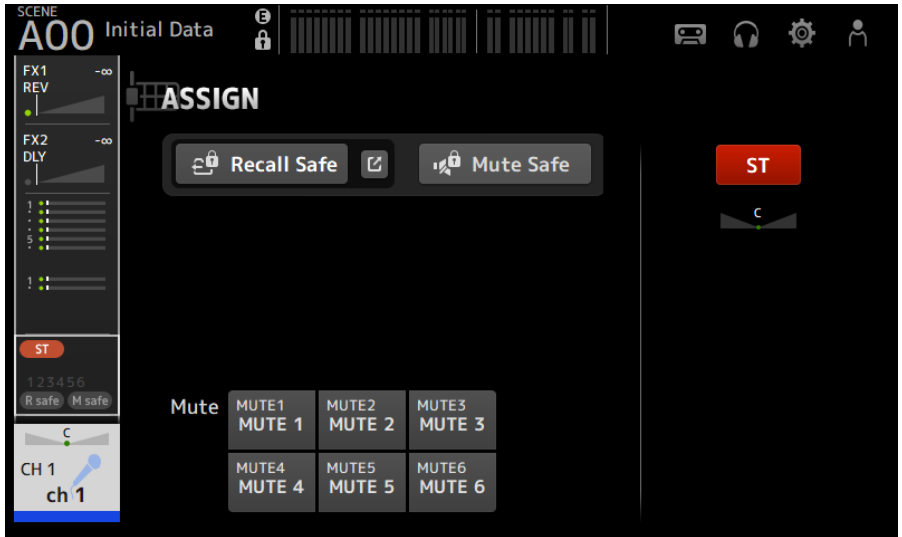 SCENE
A00 Initial Data
E
FX1 -∞
REV
FX2 -∞
DLY
1
5
1
ST
123456
R safe M safe
C
CH 1
ch 1
ASSIGN
Recall Safe
Mute Safe
ST
C
Mute
MUTE1 MUTE2 MUTE3
MUTE 1 MUTE 2 MUTE 3
MUTE4 MUTE5 MUTE6
MUTE 4 MUTE 5 MUTE 6